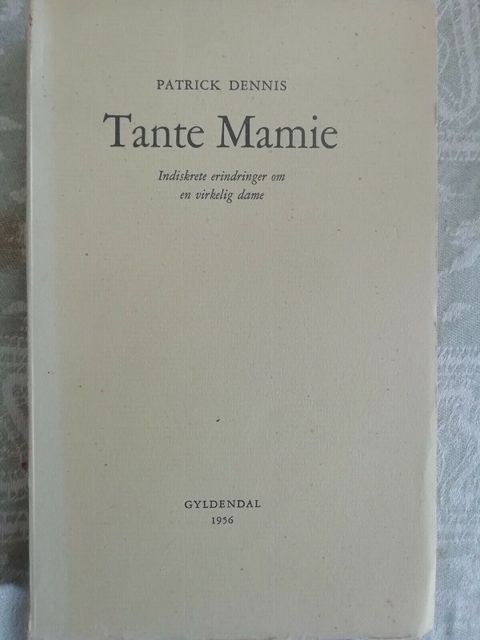 PATRICK DENNIS
Tante Mamie
Indiskrete erindringer om
en virkelig dame
GYLDENDAL
1956